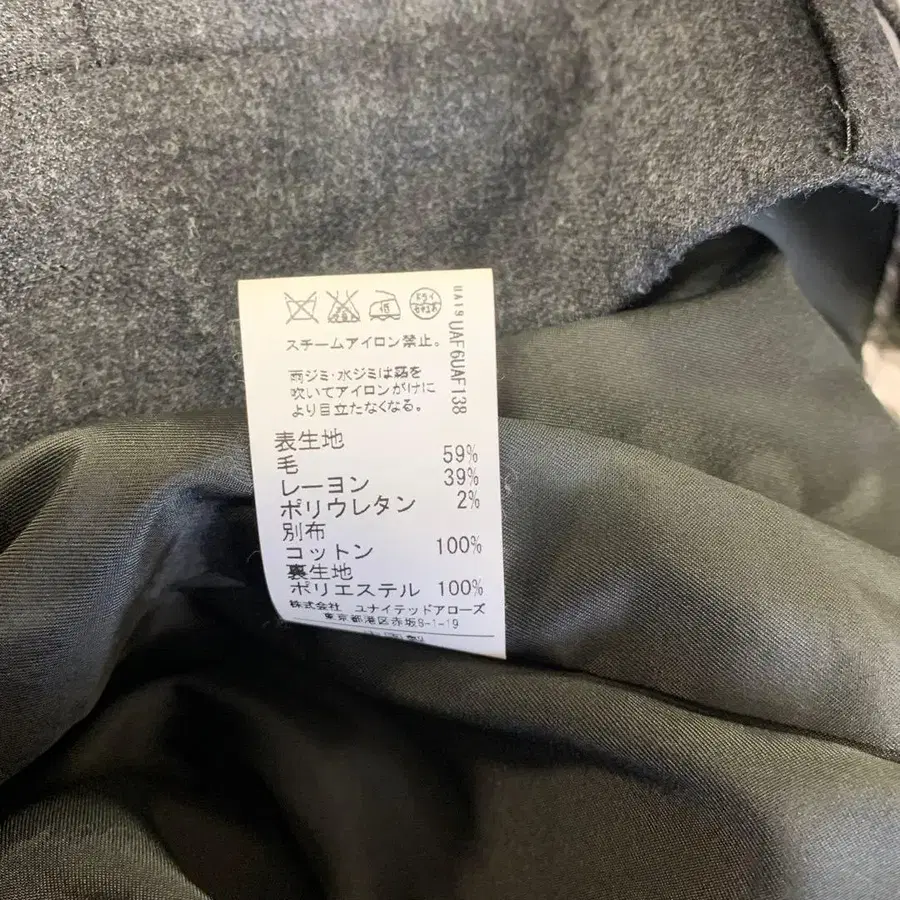 スチームアイロン禁止。
雨ジミ・水ジミは霧を
吹いてアイロンがけに
より目立たなくなる。
表生地
毛 59%
レーヨン 39%
ポリウレタン 2%
別布
コットン 100%
裏生地
ポリエステル 100%
株式会社 ユナイテッドアローズ
東京都港区赤坂8-1-19
UA19 UAF6UAF138